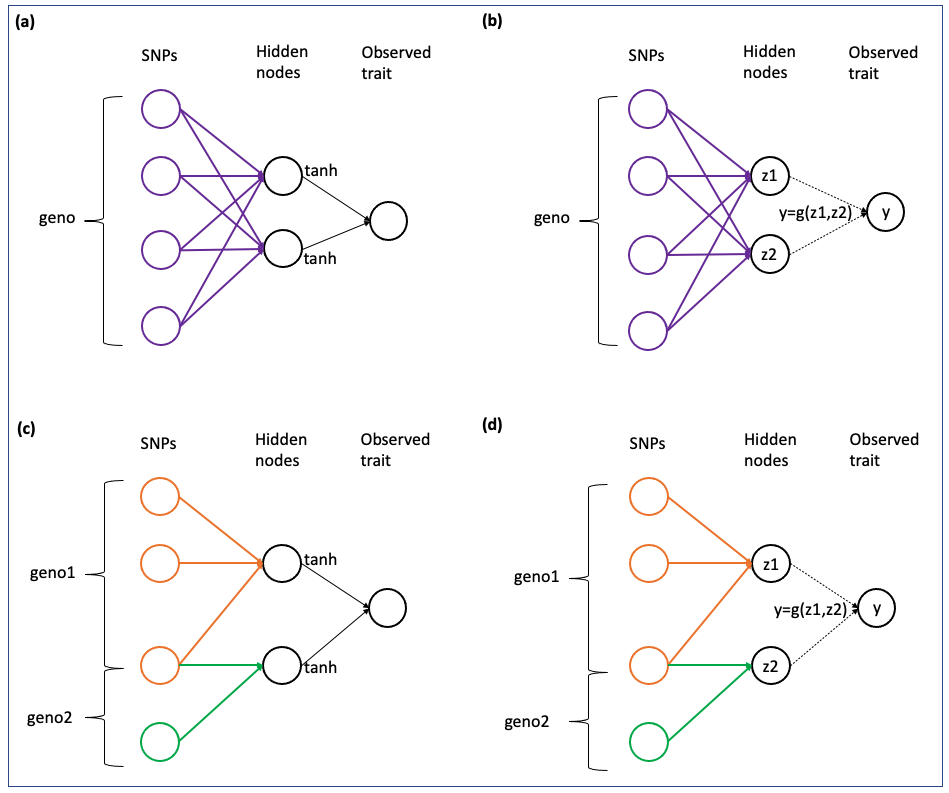 (a)
SNPs
Hidden
nodes
Observed
trait
geno
tanh
tanh
(b)
SNPs
Hidden
nodes
Observed
trait
geno
z1
y=g(z1,z2)
y
z2
(c)
SNPs
Hidden
nodes
Observed
trait
geno1
tanh
tanh
geno2
(d)
SNPs
Hidden
nodes
Observed
trait
geno1
z1
y=g(z1,z2)
y
z2
geno2